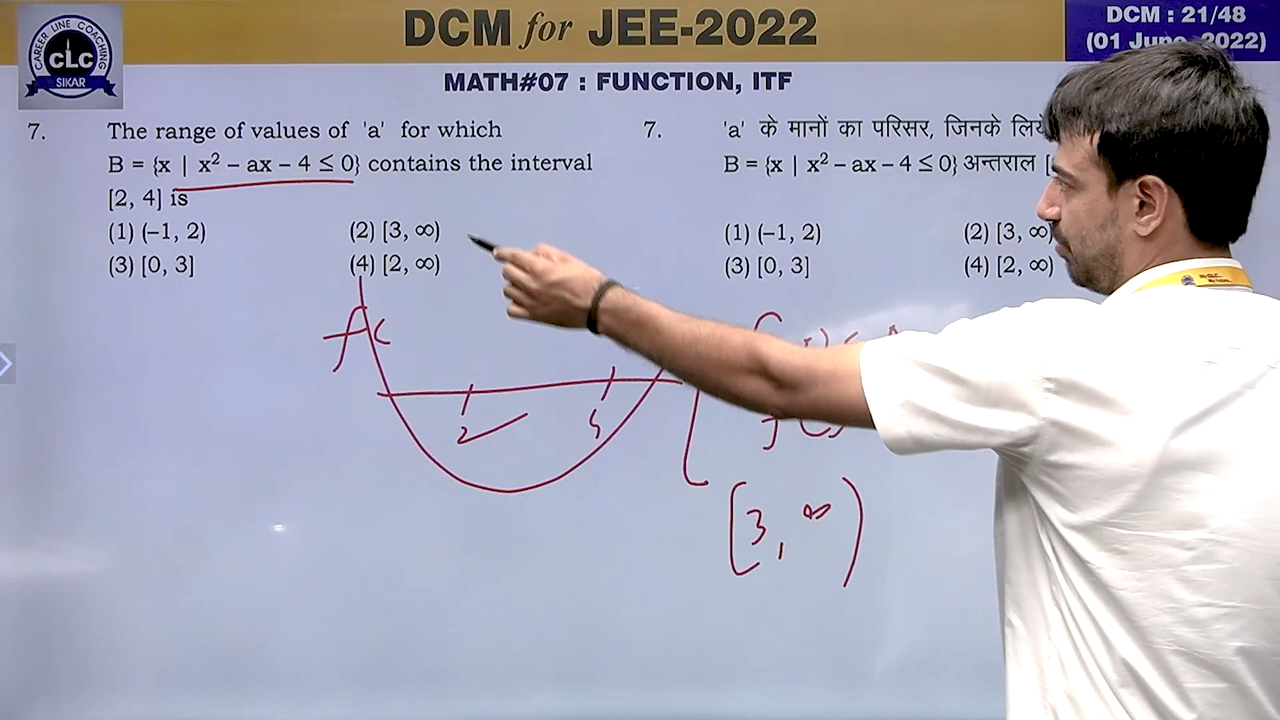 DCM for JEE-2022
DCM : 21/48
(01 June, 2022)
CAREER LINE COACHING
CLC
SIKAR
MATH#07 : FUNCTION, ITF
7. The range of values of 'a' for which
B = {x | x² – ax – 4 ≤ 0} contains the interval
[2, 4] is
(1) (–1, 2) (2) [3, ∞)
(3) [0, 3] (4) [2, ∞)
7. 'a' के मानों का परिसर, जिनके
B = {x | x² – ax – 4 ≤ 0} अन्तराल [
(1) (–1, 2) (2) [3, ∞)
(3) [0, 3] (4) [2, ∞)
2
[3, ∞)